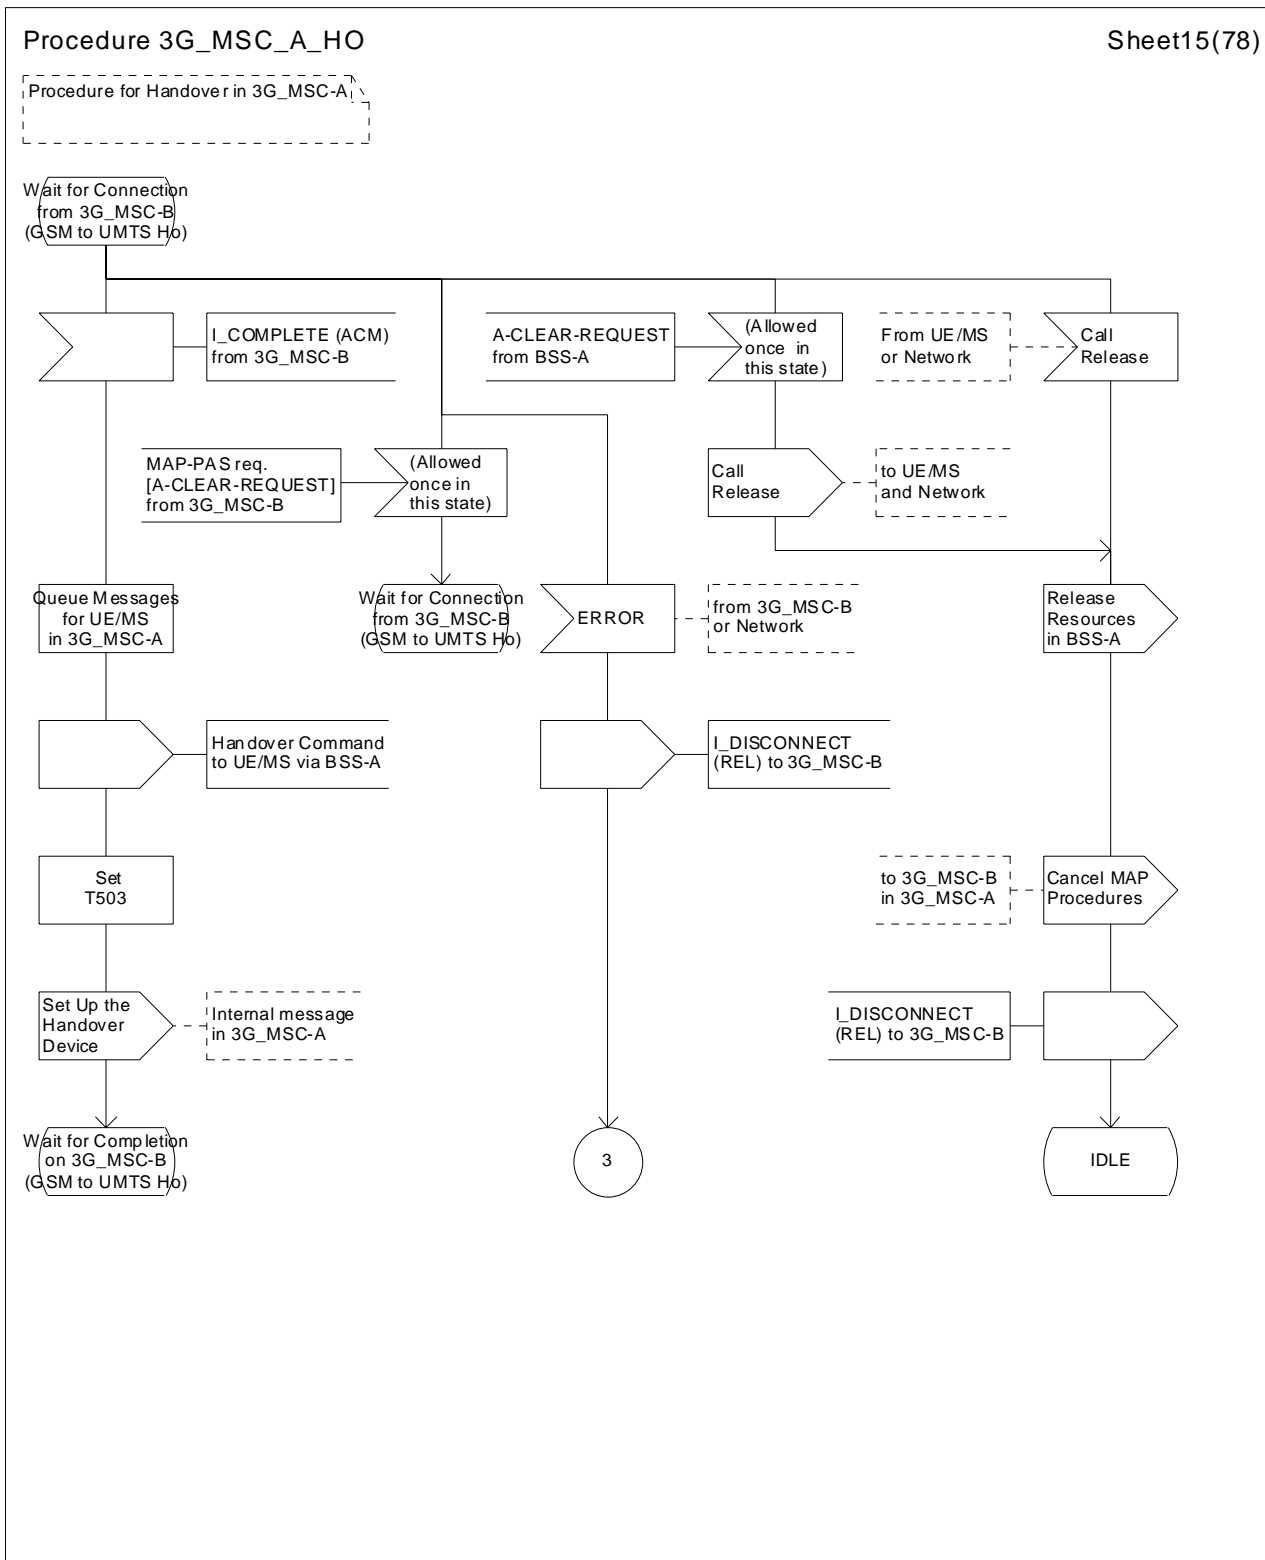 Procedure 3G_MSC_A_HO
Sheet15(78)
Procedure for Handover in 3G_MSC-A
Wait for Connection
from 3G_MSC-B
(GSM to UMTS Ho)
I_COMPLETE (ACM)
from 3G_MSC-B
A-CLEAR-REQUEST
from BSS-A
(Allowed
once in
this state)
From UE/MS
or Network
Call
Release
MAP-PAS req.
[A-CLEAR-REQUEST]
from 3G_MSC-B
(Allowed
once in
this state)
Call
Release
to UE/MS
and Network
Queue Messages
for UE/MS
in 3G_MSC-A
Wait for Connection
from 3G_MSC-B
(GSM to UMTS Ho)
ERROR
from 3G_MSC-B
or Network
Release
Resources
in BSS-A
Handover Command
to UE/MS via BSS-A
I_DISCONNECT
(REL) to 3G_MSC-B
Set
T503
to 3G_MSC-B
in 3G_MSC-A
Cancel MAP
Procedures
Set Up the
Handover
Device
Internal message
in 3G_MSC-A
I_DISCONNECT
(REL) to 3G_MSC-B
Wait for Completion
on 3G_MSC-B
(GSM to UMTS Ho)
3
IDLE